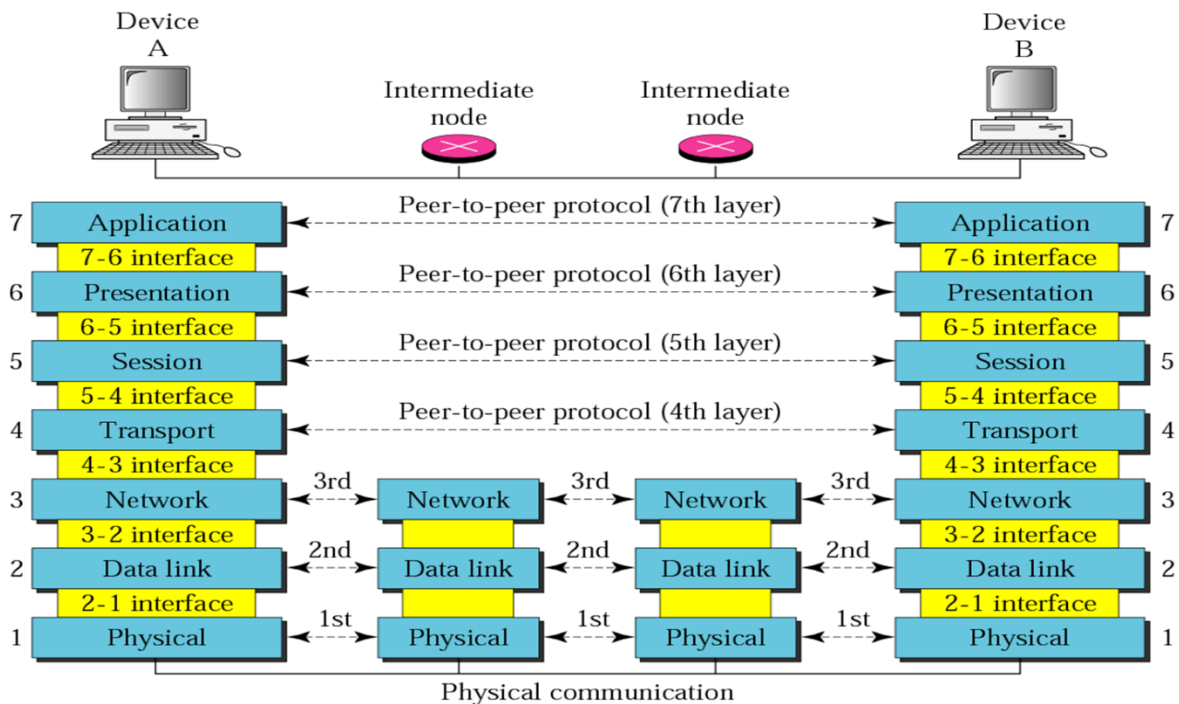 Device
A
Device
B
Intermediate
node
Intermediate
node
Peer-to-peer protocol (7th layer)
7 Application
Application 7
7-6 interface
7-6 interface
Peer-to-peer protocol (6th layer)
6 Presentation
Presentation 6
6-5 interface
6-5 interface
Peer-to-peer protocol (5th layer)
5 Session
Session 5
5-4 interface
5-4 interface
Peer-to-peer protocol (4th layer)
4 Transport
Transport 4
4-3 interface
4-3 interface
3 Network 3rd Network 3rd Network 3rd Network 3
3-2 interface
3-2 interface
2 Data link 2nd Data link 2nd Data link 2nd Data link 2
2-1 interface
2-1 interface
1 Physical 1st Physical 1st Physical 1st Physical 1
Physical communication